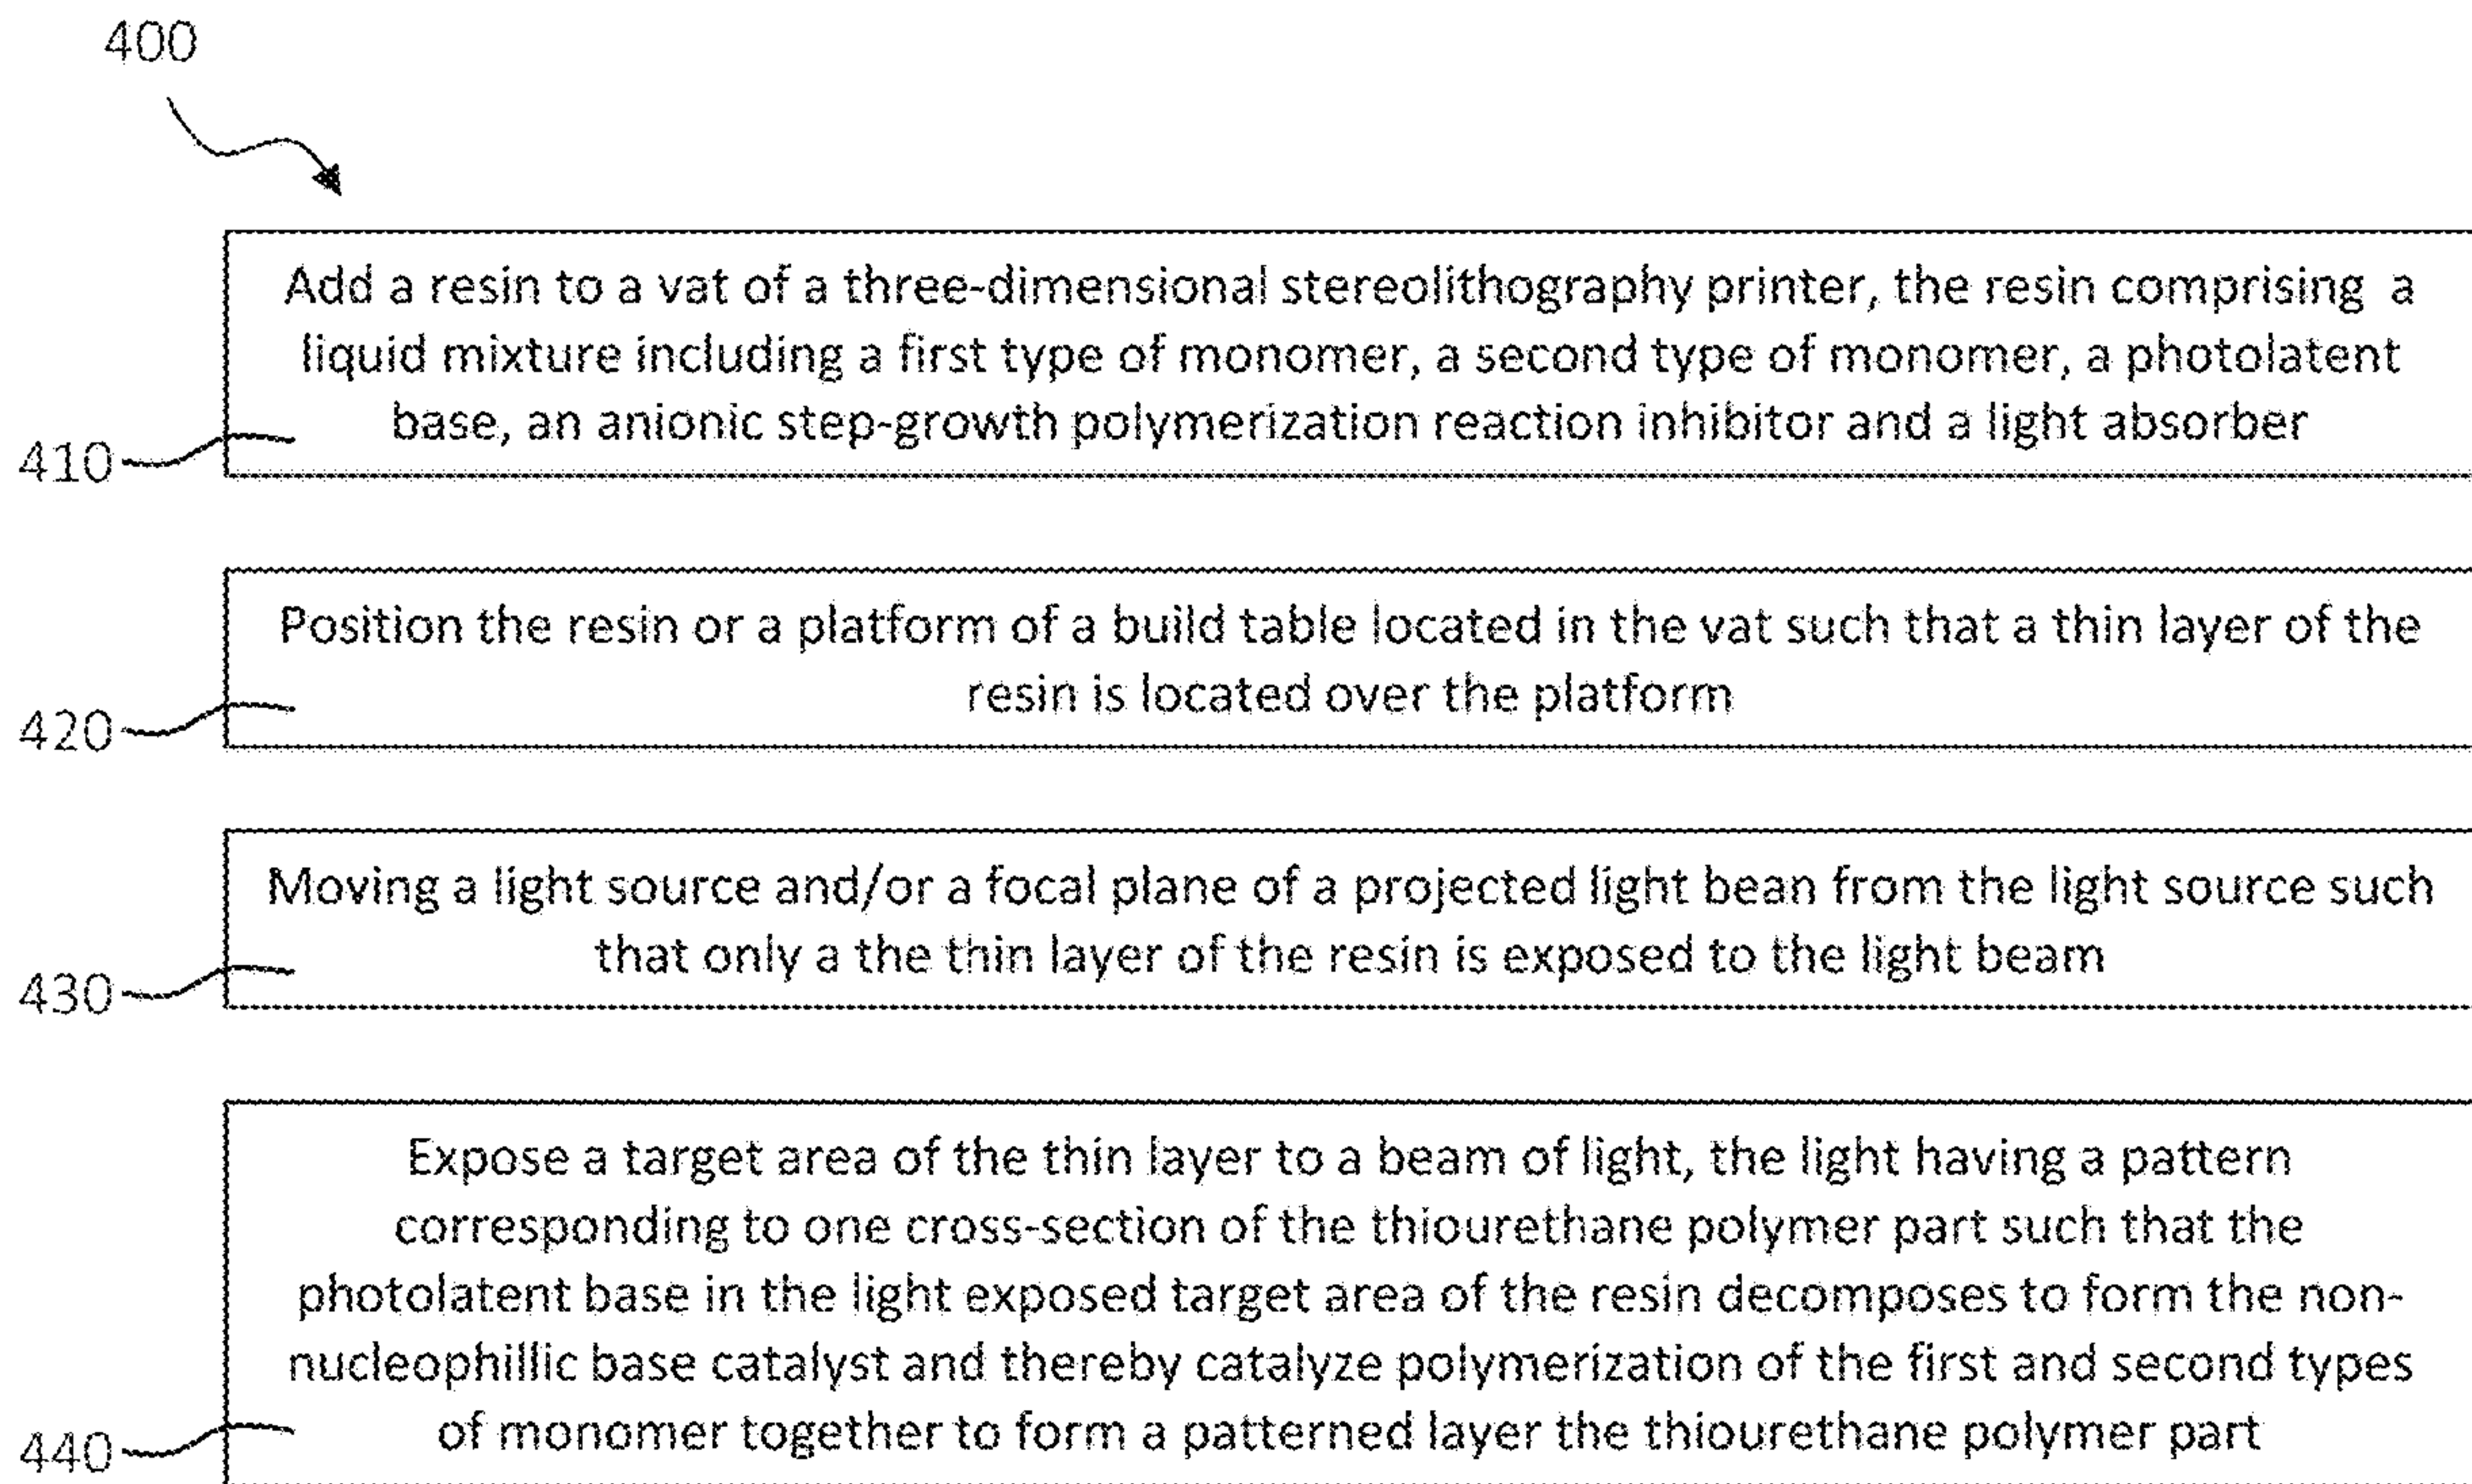 400
Add a resin to a vat of a three-dimensional stereolithography printer, the resin comprising a
liquid mixture including a first type of monomer, a second type of monomer, a photolatent
base, an anionic step-growth polymerization reaction inhibitor and a light absorber
410
Position the resin or a platform of a build table located in the vat such that a thin layer of the
resin is located over the platform
420
Moving a light source and/or a focal plane of a projected light bean from the light source such
that only a the thin layer of the resin is exposed to the light beam
430
Expose a target area of the thin layer to a beam of light, the light having a pattern
corresponding to one cross-section of the thiourethane polymer part such that the
photolatent base in the light exposed target area of the resin decomposes to form the non-
nucleophillic base catalyst and thereby catalyze polymerization of the first and second types
of monomer together to form a patterned layer the thiourethane polymer part
440